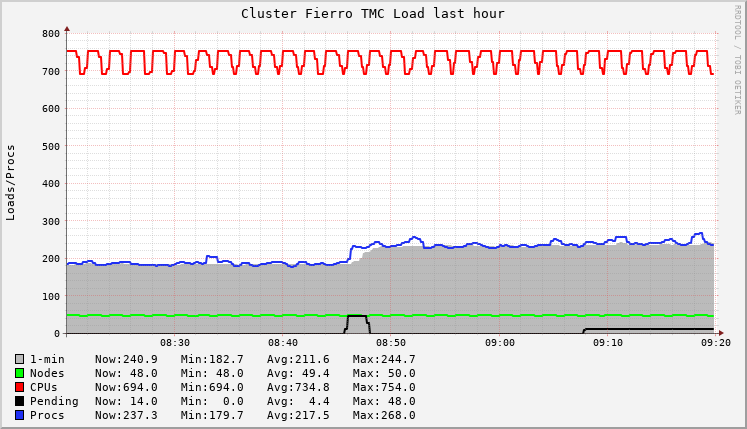 Cluster Fierro TMC Load last hour
RRDTOOL / TOBI OETIKER
Loads/Procs
800
700
600
500
400
300
200
100
0
08:30 08:40 08:50 09:00 09:10 09:20
1-min Now:240.9 Min:182.7 Avg:211.6 Max:244.7
Nodes Now: 48.0 Min: 48.0 Avg: 49.4 Max: 50.0
CPUs Now:694.0 Min:694.0 Avg:734.8 Max:754.0
Pending Now: 14.0 Min: 0.0 Avg: 4.4 Max: 48.0
Procs Now:237.3 Min:179.7 Avg:217.5 Max:268.0